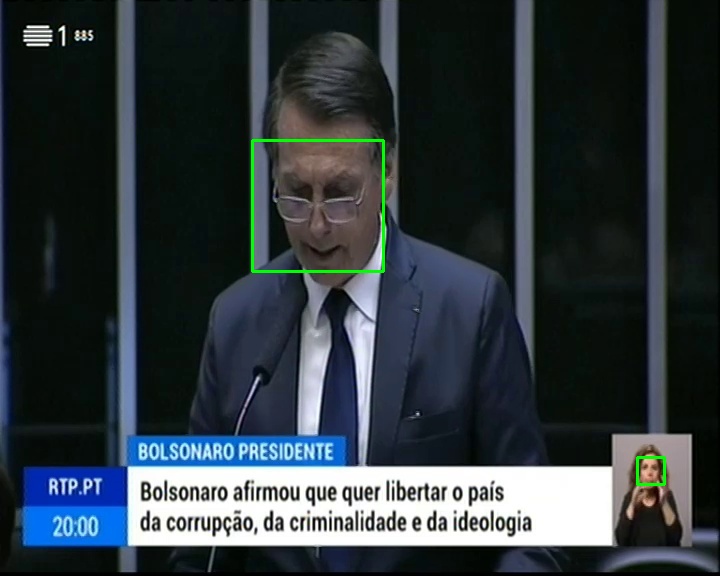 1 885
BOLSONARO PRESIDENTE
RTP.PT
20:00
Bolsonaro afirmou que quer libertar o país
da corrupção, da criminalidade e da ideologia